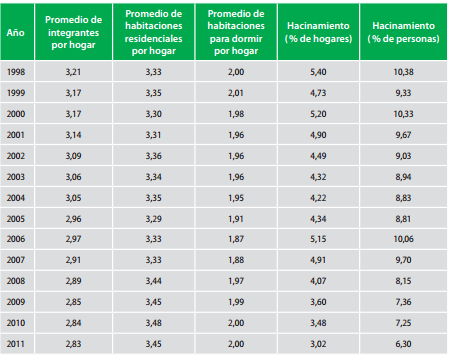 Año Promedio de integrantes por hogar Promedio de habitaciones residenciales por hogar Promedio de habitaciones para dormir por hogar Hacinamiento (% de hogares) Hacinamiento (% de personas)
1998 3,21 3,33 2,00 5,40 10,38
1999 3,17 3,35 2,01 4,73 9,33
2000 3,17 3,30 1,98 5,20 10,33
2001 3,14 3,31 1,96 4,90 9,67
2002 3,09 3,36 1,96 4,49 9,03
2003 3,06 3,34 1,96 4,32 8,94
2004 3,05 3,35 1,95 4,22 8,83
2005 2,96 3,29 1,91 4,34 8,81
2006 2,97 3,33 1,87 5,15 10,06
2007 2,91 3,33 1,88 4,91 9,70
2008 2,89 3,44 1,97 4,07 8,15
2009 2,85 3,45 1,99 3,60 7,36
2010 2,84 3,48 2,00 3,48 7,25
2011 2,83 3,45 2,00 3,02 6,30